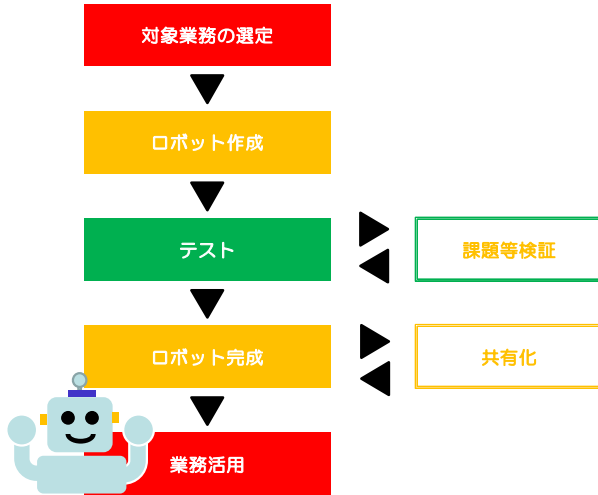 対象業務の選定
ロボット作成
テスト
課題等検証
ロボット完成
共有化
業務活用